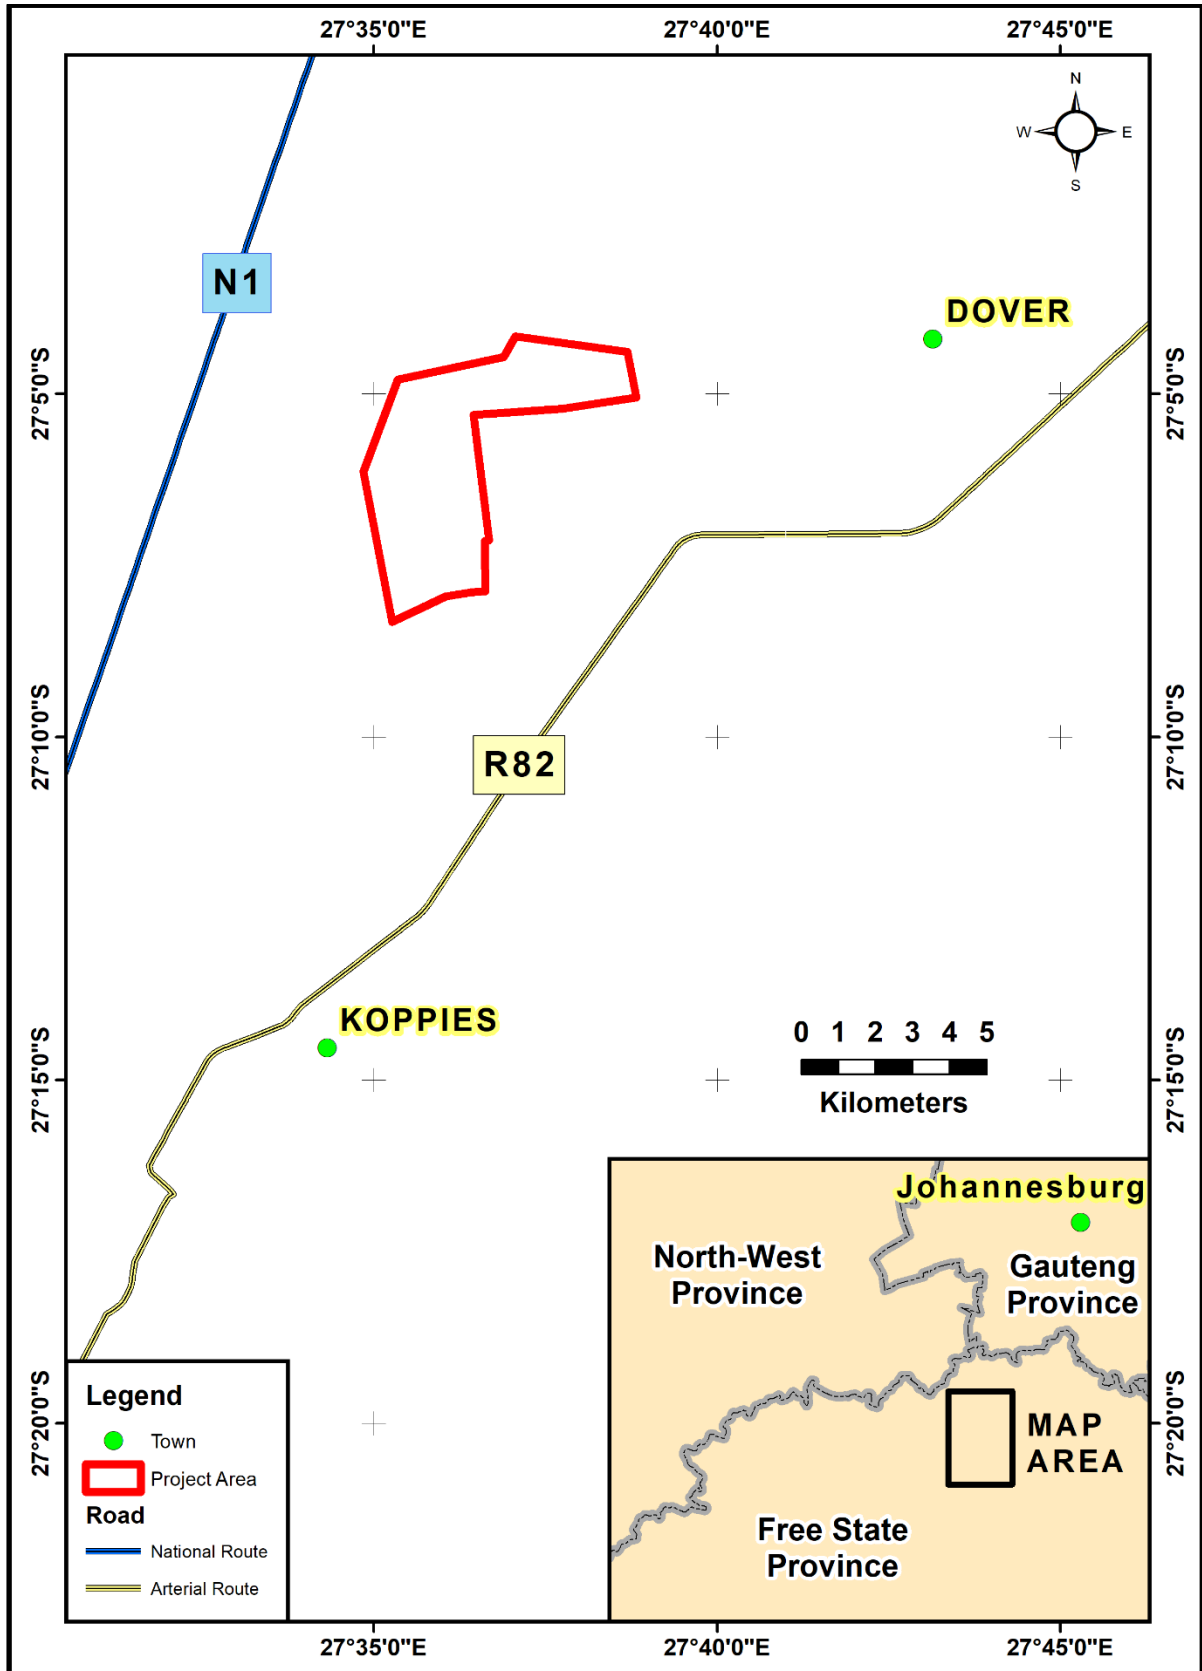 27°35'0"E
27°40'0"E
27°45'0"E
N
W
E
S
N1
DOVER
27°5'0"S
27°5'0"S
27°10'0"S
27°10'0"S
R82
KOPPIES
0 1 2 3 4 5
Kilometers
27°15'0"S
27°15'0"S
Johannesburg
North-West
Province
Gauteng
Province
MAP
AREA
Free State
Province
27°20'0"S
27°20'0"S
Legend
Town
Project Area
Road
National Route
Arterial Route
27°35'0"E
27°40'0"E
27°45'0"E